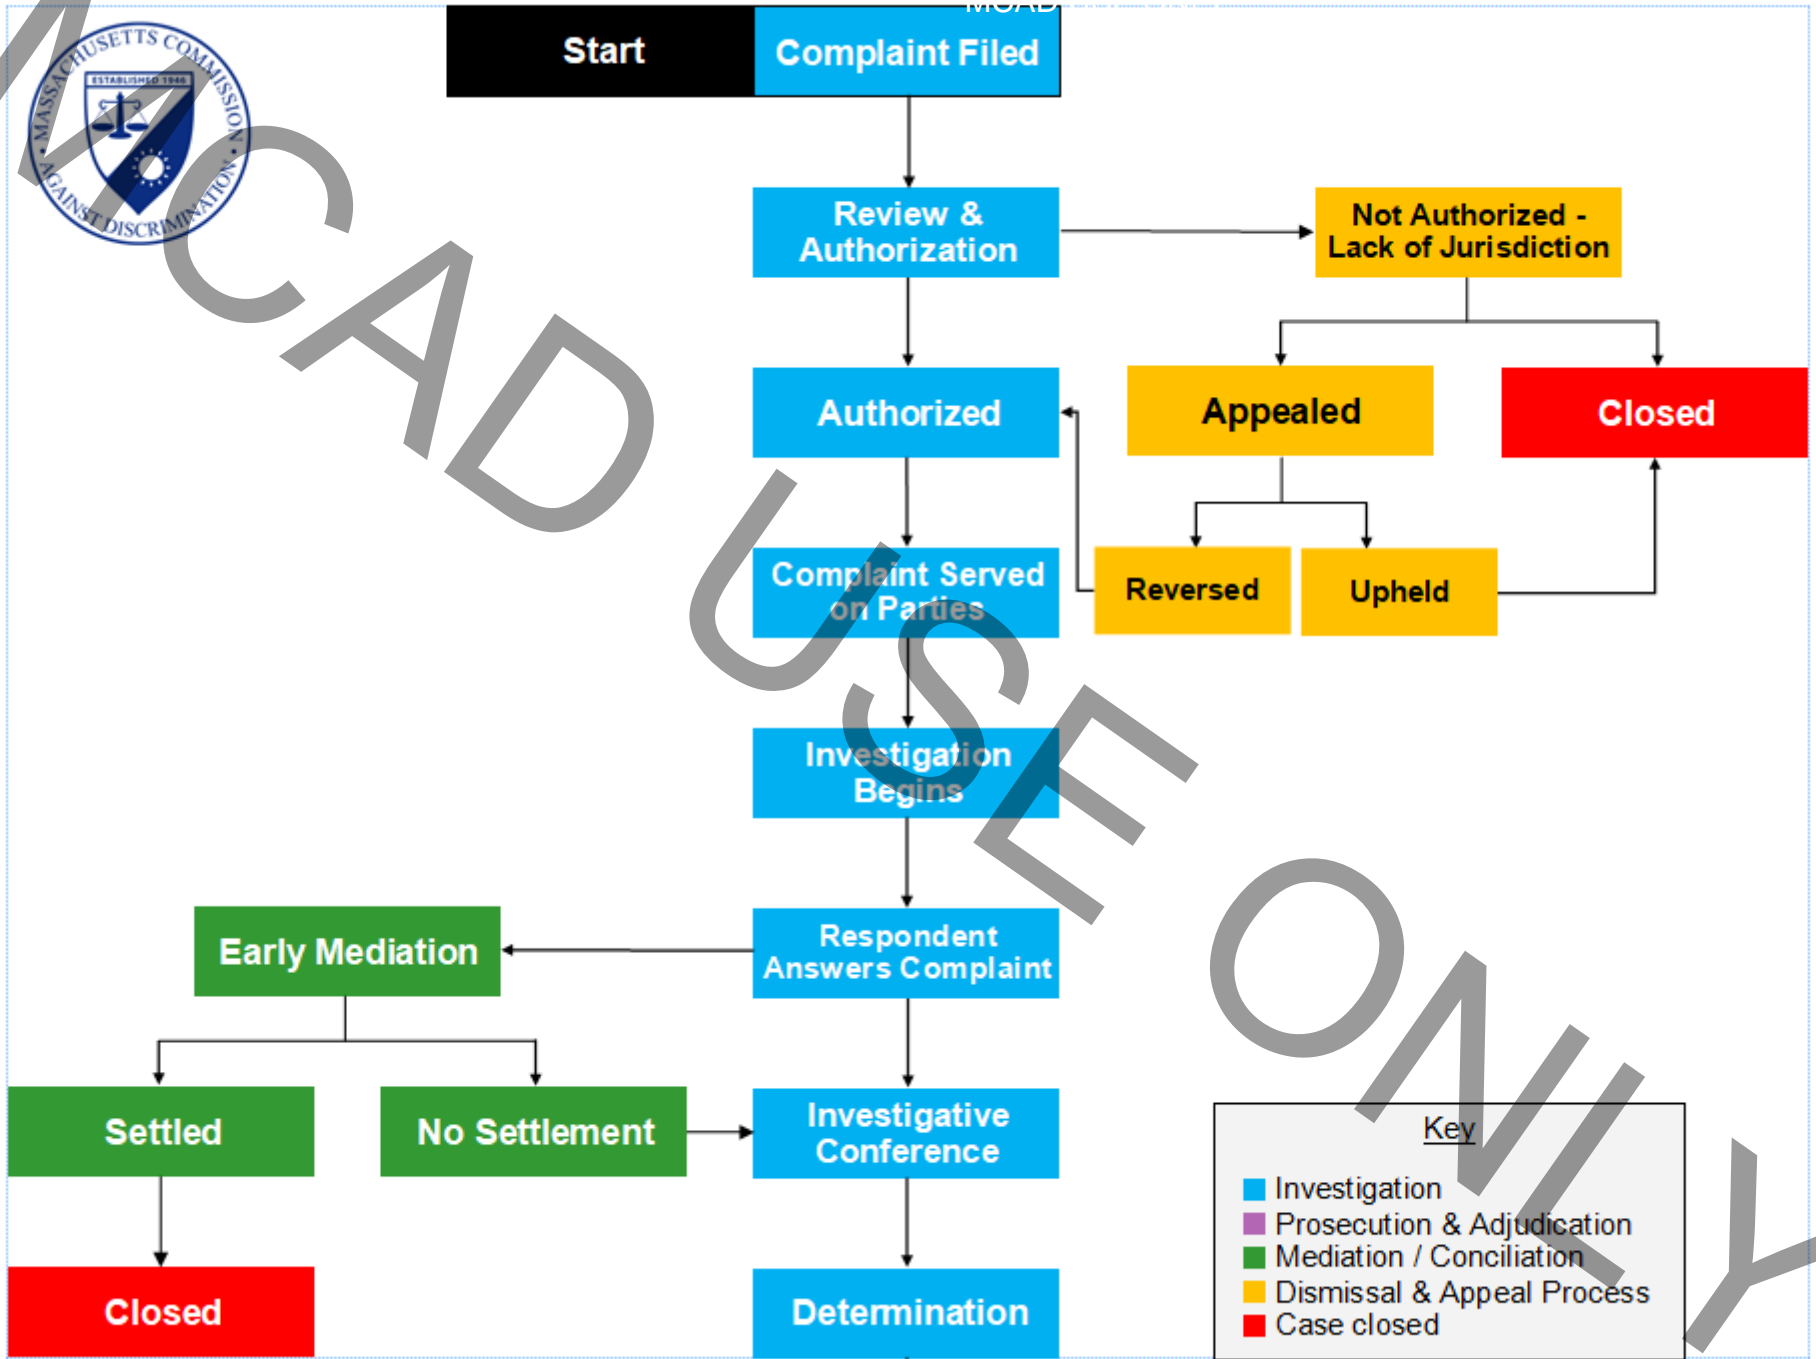 MASSACHUSETTS COMMISSION
AGAINST DISCRIMINATION
ESTABLISHED 1946
MCAD USE ONLY
Start
Complaint Filed
Review &
Authorization
Not Authorized -
Lack of Jurisdiction
Authorized
Appealed
Closed
Complaint Served
on Parties
Reversed
Upheld
Investigation
Begins
Early Mediation
Respondent
Answers Complaint
Settled
No Settlement
Investigative
Conference
Closed
Determination
Key
Investigation
Prosecution & Adjudication
Mediation / Conciliation
Dismissal & Appeal Process
Case closed